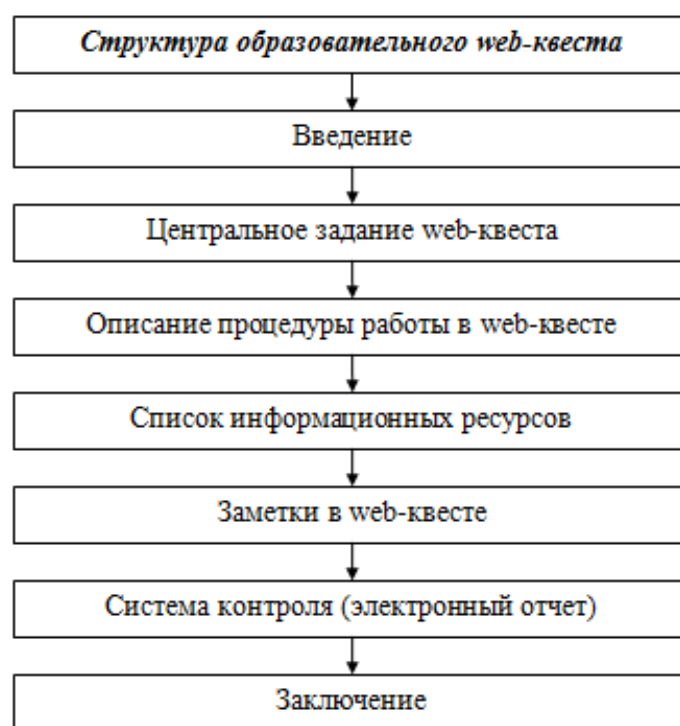 Структура образовательного web-квеста
Введение
Центральное задание web-квеста
Описание процедуры работы в web-квесте
Список информационных ресурсов
Заметки в web-квесте
Система контроля (электронный отчет)
Заключение